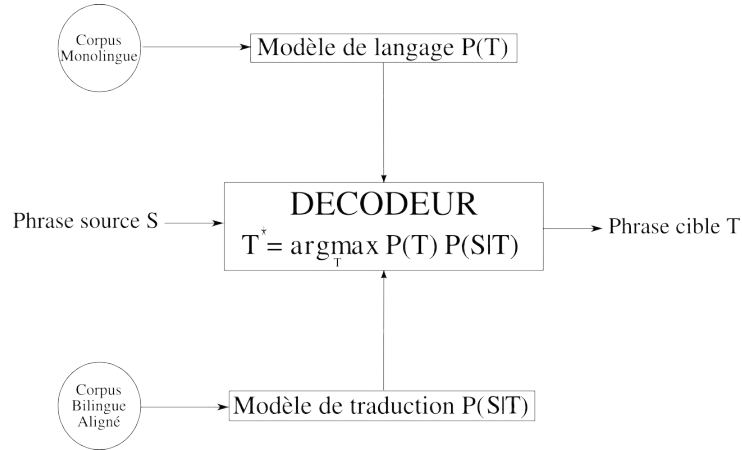 Corpus
Monolingue
Modèle de langage P(T)
Phrase source S
DECODEUR
T* = argmax P(T) P(S|T)
T
Phrase cible T
Corpus
Bilingue
Aligné
Modèle de traduction P(S|T)